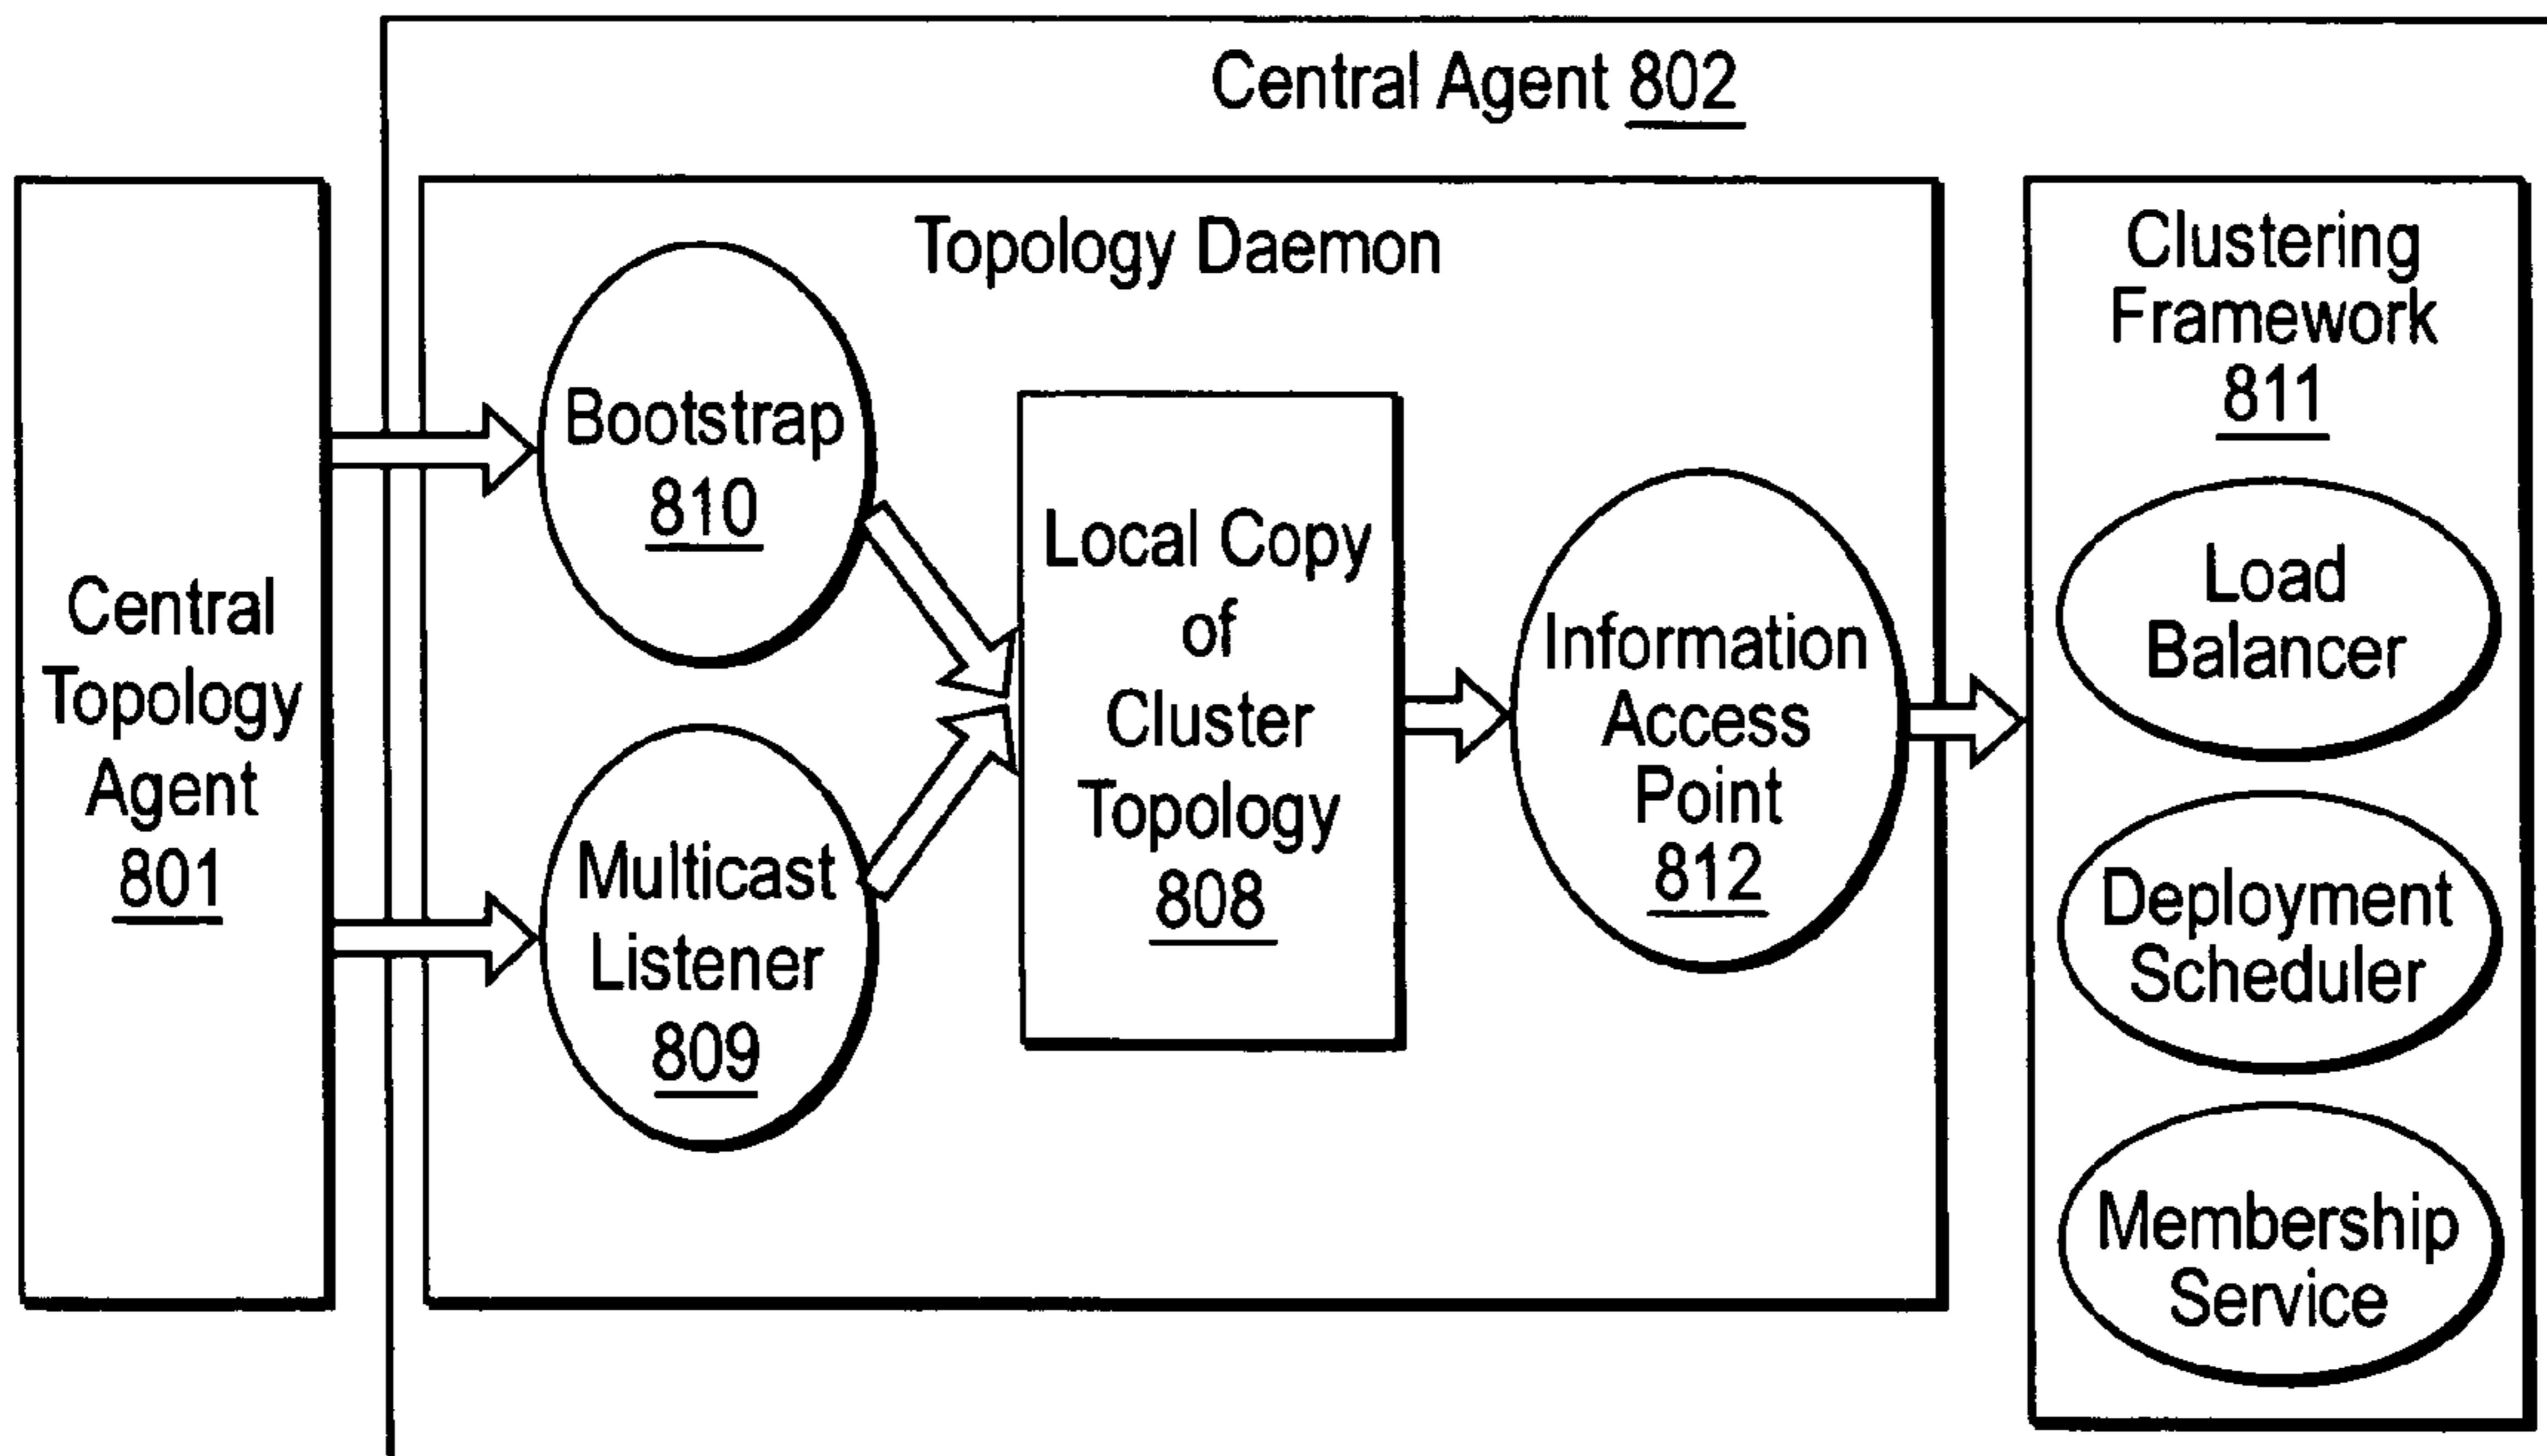 Central Agent 802
Central
Topology
Agent
801
Topology Daemon
Bootstrap
810
Multicast
Listener
809
Local Copy
of
Cluster
Topology
808
Information
Access
Point
812
Clustering
Framework
811
Load
Balancer
Deployment
Scheduler
Membership
Service